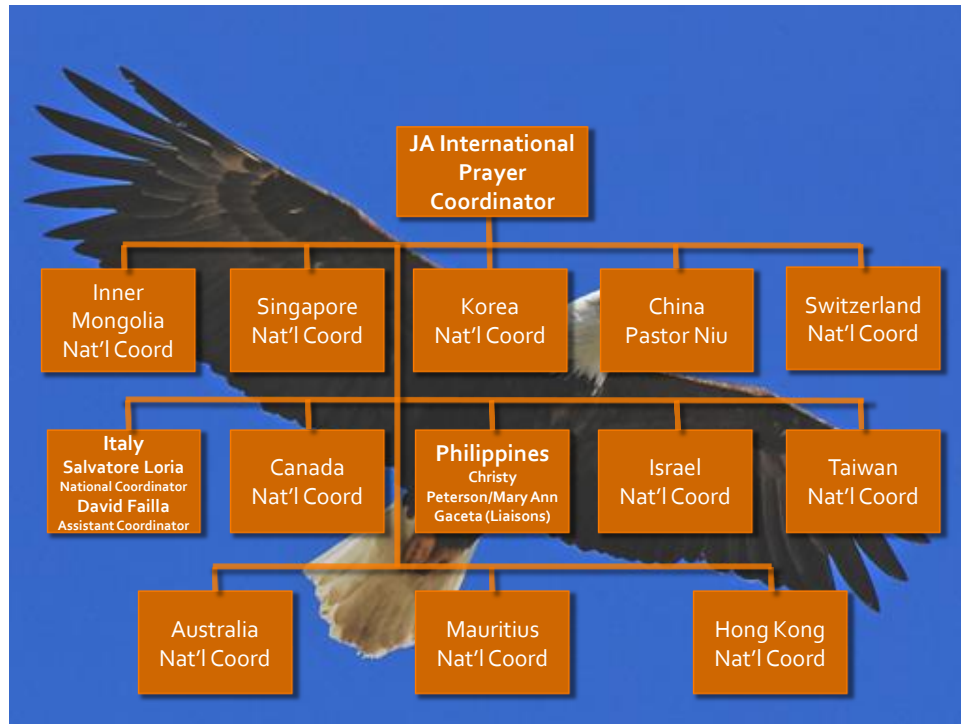 JA International
Prayer
Coordinator
Inner
Mongolia
Nat'l Coord
Singapore
Nat'l Coord
Korea
Nat'l Coord
China
Pastor Niu
Switzerland
Nat'l Coord
Italy
Salvatore Loria
National Coordinator
David Failla
Assistant Coordinator
Canada
Nat'l Coord
Philippines
Christy
Peterson/Mary Ann
Gaceta (Liaisons)
Israel
Nat'l Coord
Taiwan
Nat'l Coord
Australia
Nat'l Coord
Mauritius
Nat'l Coord
Hong Kong
Nat'l Coord